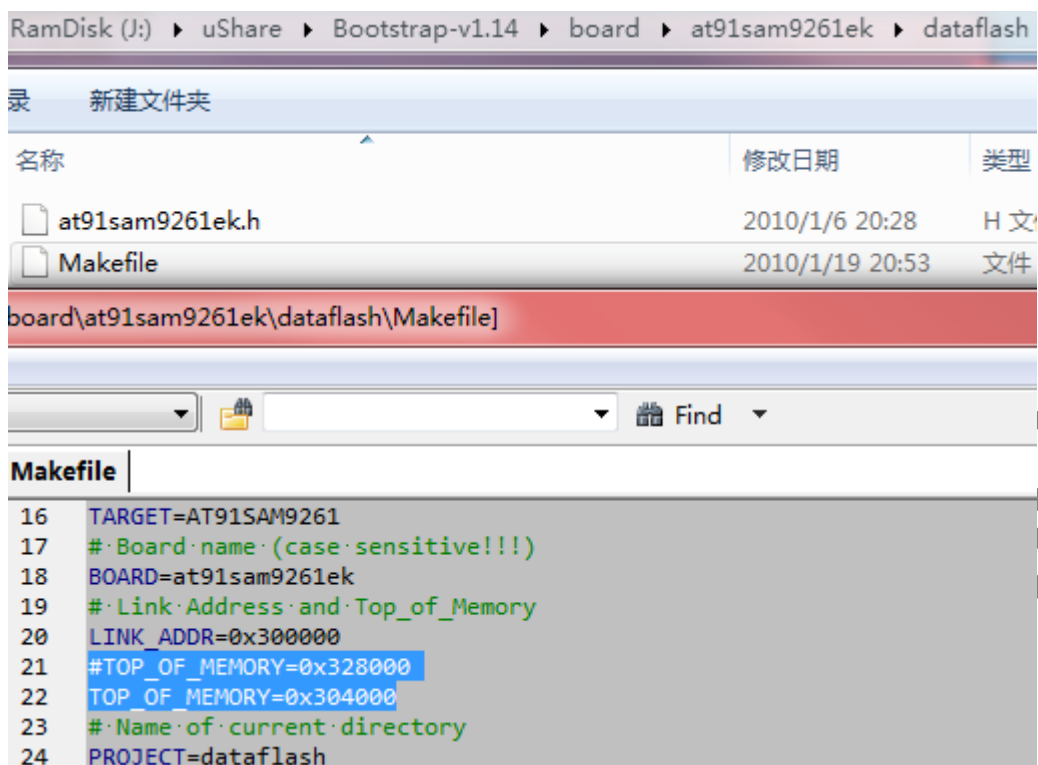 RamDisk (J:) ▸ uShare ▸ Bootstrap-v1.14 ▸ board ▸ at91sam9261ek ▸ dataflash
录 新建文件夹
名称 修改日期 类型
at91sam9261ek.h 2010/1/6 20:28 H 文
Makefile 2010/1/19 20:53 文件
board\at91sam9261ek\dataflash\Makefile]
Find
Makefile
16 TARGET=AT91SAM9261
17 #·Board·name·(case·sensitive!!!)
18 BOARD=at91sam9261ek
19 #·Link·Address·and·Top_of_Memory
20 LINK_ADDR=0x300000
21 #TOP_OF_MEMORY=0x328000
22 TOP_OF_MEMORY=0x304000
23 #·Name·of·current·directory
24 PROJECT=dataflash